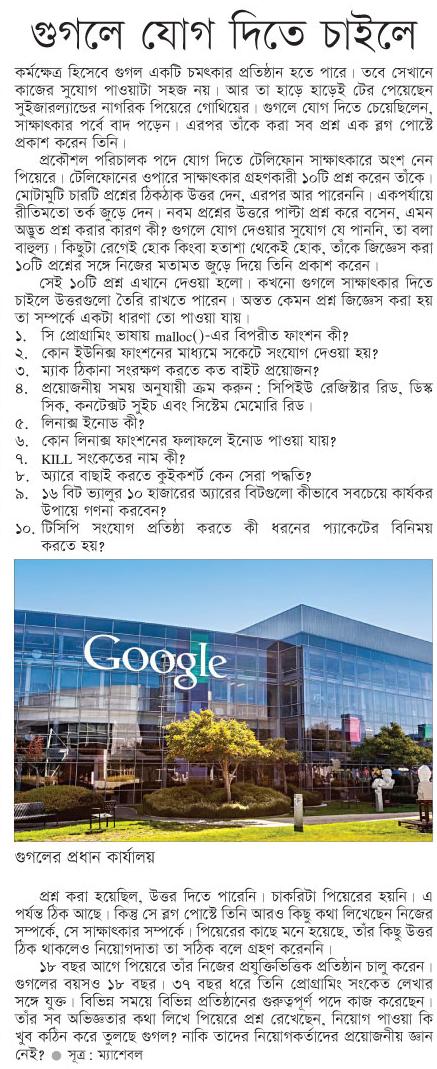 গুগলে যোগ দিতে চাইলে
কর্মক্ষেত্র হিসেবে গুগল একটি চমৎকার প্রতিষ্ঠান হতে পারে। তবে সেখানে
কাজের সুযোগ পাওয়াটা সহজ নয়। আর তা হাড়ে হাড়েই টের পেয়েছেন
সুইজারল্যান্ডের নাগরিক পিয়েরে গোথিয়ের। গুগলে যোগ দিতে চেয়েছিলেন,
সাক্ষাৎকার পর্বে বাদ পড়েন। এরপর তাঁকে করা সব প্রশ্ন এক ব্লগ পোস্টে
প্রকাশ করেন তিনি।
প্রকৌশল পরিচালক পদে যোগ দিতে টেলিফোন সাক্ষাৎকারে অংশ নেন
পিয়েরে। টেলিফোনের ওপারে সাক্ষাৎকার গ্রহণকারী ১০টি প্রশ্ন করেন তাঁকে।
মোটামুটি চারটি প্রশ্নের ঠিকঠাক উত্তর দেন, এরপর আর পারেননি। একপর্যায়ে
রীতিমতো তর্ক জুড়ে দেন। নবম প্রশ্নের উত্তরে পাল্টা প্রশ্ন করে বসেন, এমন
অদ্ভুত প্রশ্ন করার কারণ কী? গুগলে যোগ দেওয়ার সুযোগ যে পাননি, তা বলা
বাহুল্য। কিছুটা রেগেই হোক কিংবা হতাশা থেকেই হোক, তাঁকে জিজ্ঞেস করা
১০টি প্রশ্নের সঙ্গে নিজের মতামত জুড়ে দিয়ে তিনি প্রকাশ করেন।
সেই ১০টি প্রশ্ন এখানে দেওয়া হলো। কখনো গুগলে সাক্ষাৎকার দিতে
চাইলে উত্তরগুলো তৈরি রাখতে পারেন। অন্তত কেমন প্রশ্ন জিজ্ঞেস করা হয়
তা সম্পর্কে একটা ধারণা তো পাওয়া যায়।
১. সি প্রোগ্রামিং ভাষায় malloc()-এর বিপরীত ফাংশন কী?
২. কোন ইউনিক্স ফাংশনের মাধ্যমে সকেটে সংযোগ দেওয়া হয়?
৩. ম্যাক ঠিকানা সংরক্ষণ করতে কত বাইট প্রয়োজন?
৪. প্রয়োজনীয় সময় অনুযায়ী ক্রম করুন : সিপিইউ রেজিস্টার রিড, ডিস্ক
সিক, কনটেক্সট সুইচ এবং সিস্টেম মেমোরি রিড।
৫. লিনাক্স ইনোড কী?
৬. কোন লিনাক্স ফাংশনের ফলাফলে ইনোড পাওয়া যায়?
৭. KILL সংকেতের নাম কী?
৮. অ্যারে বাছাই করতে কুইকশর্ট কেন সেরা পদ্ধতি?
৯. ১৬ বিট ভ্যালুর ১০ হাজারের অ্যারের বিটগুলো কীভাবে সবচেয়ে কার্যকর
উপায়ে গণনা করবেন?
১০. টিসিপি সংযোগ প্রতিষ্ঠা করতে কী ধরনের প্যাকেটের বিনিময়
করতে হয়?
Google
গুগলের প্রধান কার্যালয়
প্রশ্ন করা হয়েছিল, উত্তর দিতে পারেনি। চাকরিটা পিয়েরের হয়নি। এ
পর্যন্ত ঠিক আছে। কিন্তু সে ব্লগ পোস্টে তিনি আরও কিছু কথা লিখেছেন নিজের
সম্পর্কে, সে সাক্ষাৎকার সম্পর্কে। পিয়েরের কাছে মনে হয়েছে, তাঁর কিছু উত্তর
ঠিক থাকলেও নিয়োগদাতা তা সঠিক বলে গ্রহণ করেননি।
১৮ বছর আগে পিয়েরে তাঁর নিজের প্রযুক্তিভিত্তিক প্রতিষ্ঠান চালু করেন।
গুগলের বয়সও ১৮ বছর। ৩৭ বছর ধরে তিনি প্রোগ্রামিং সংকেত লেখার
সঙ্গে যুক্ত। বিভিন্ন সময়ে বিভিন্ন প্রতিষ্ঠানের গুরুত্বপূর্ণ পদে কাজ করেছেন।
তাঁর সব অভিজ্ঞতার কথা লিখে পিয়েরে প্রশ্ন রেখেছেন, নিয়োগ পাওয়া কি
খুব কঠিন করে তুলছে গুগল? নাকি তাদের নিয়োগকর্তাদের প্রয়োজনীয় জ্ঞান
নেই? ● সূত্র : ম্যাশেবল